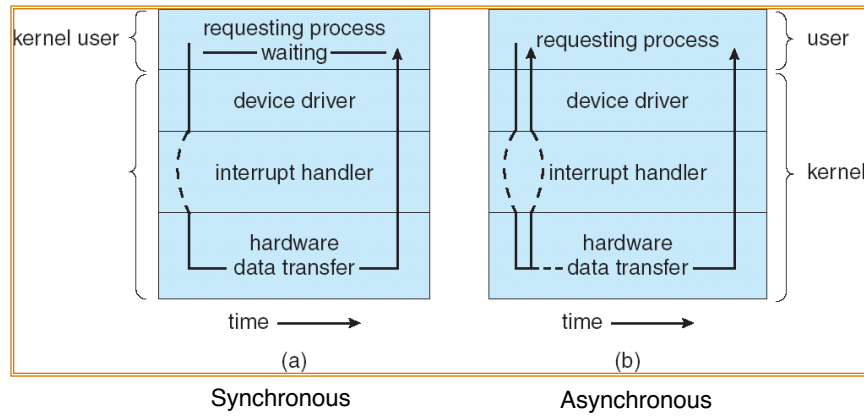 kernel user
requesting process
waiting
device driver
interrupt handler
hardware
data transfer
time
(a)
Synchronous
requesting process
user
device driver
interrupt handler
kernel
hardware
data transfer
time
(b)
Asynchronous